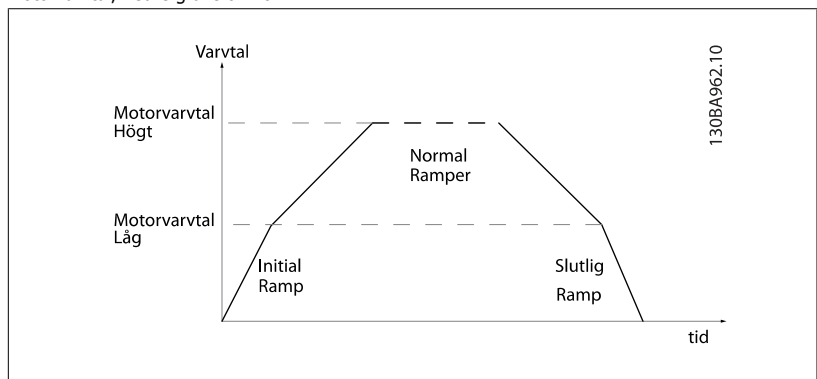 Varvtal
Motorvarvtal
Högt
Normal
Ramper
Motorvarvtal
Låg
Initial
Ramp
Slutlig
Ramp
tid
130BA962.10